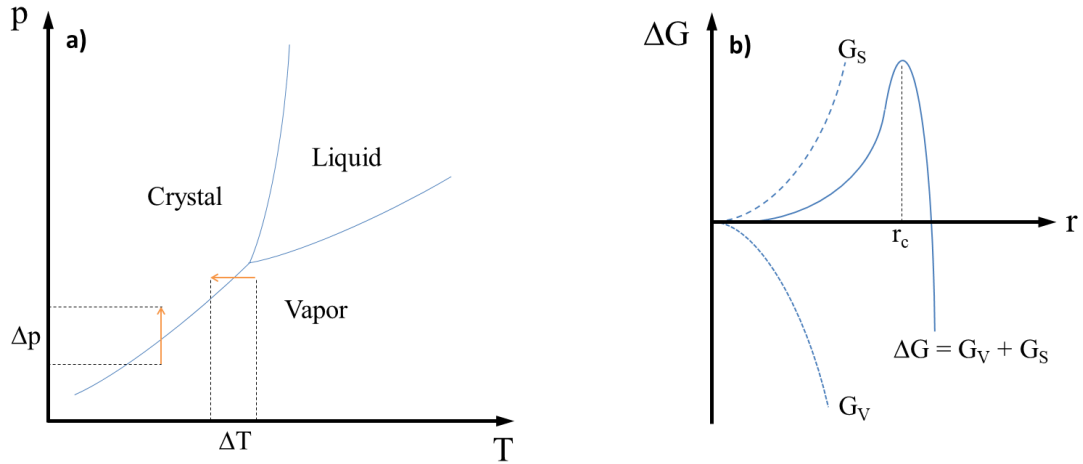 p
a)
Crystal
Liquid
Vapor
Δp
ΔT
T
ΔG
b)
G_S
r_c
r
ΔG = G_V + G_S
G_V